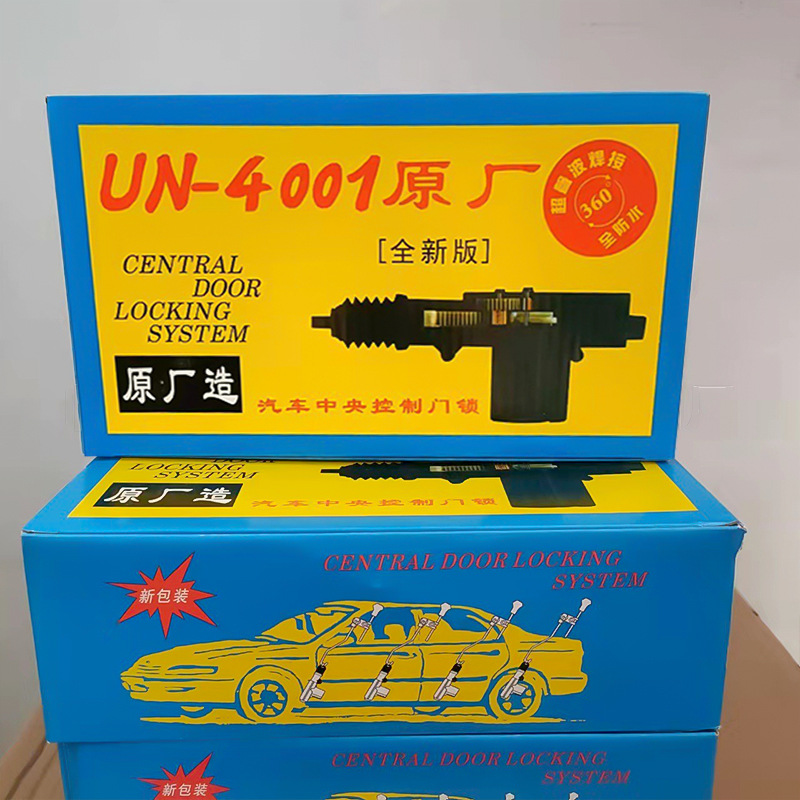 UN-4001原厂
超音波焊接
360°
全防水
[全新版]
CENTRAL
DOOR
LOCKING
SYSTEM
原厂造
汽车中央控制门锁
DOOR
LOCKING
SYSTEM
原厂造
汽车中央控制门锁
新包装
CENTRAL DOOR LOCKING
SYSTEM
新包装
CENTRAL DOOR LOCKING
SYSTEM